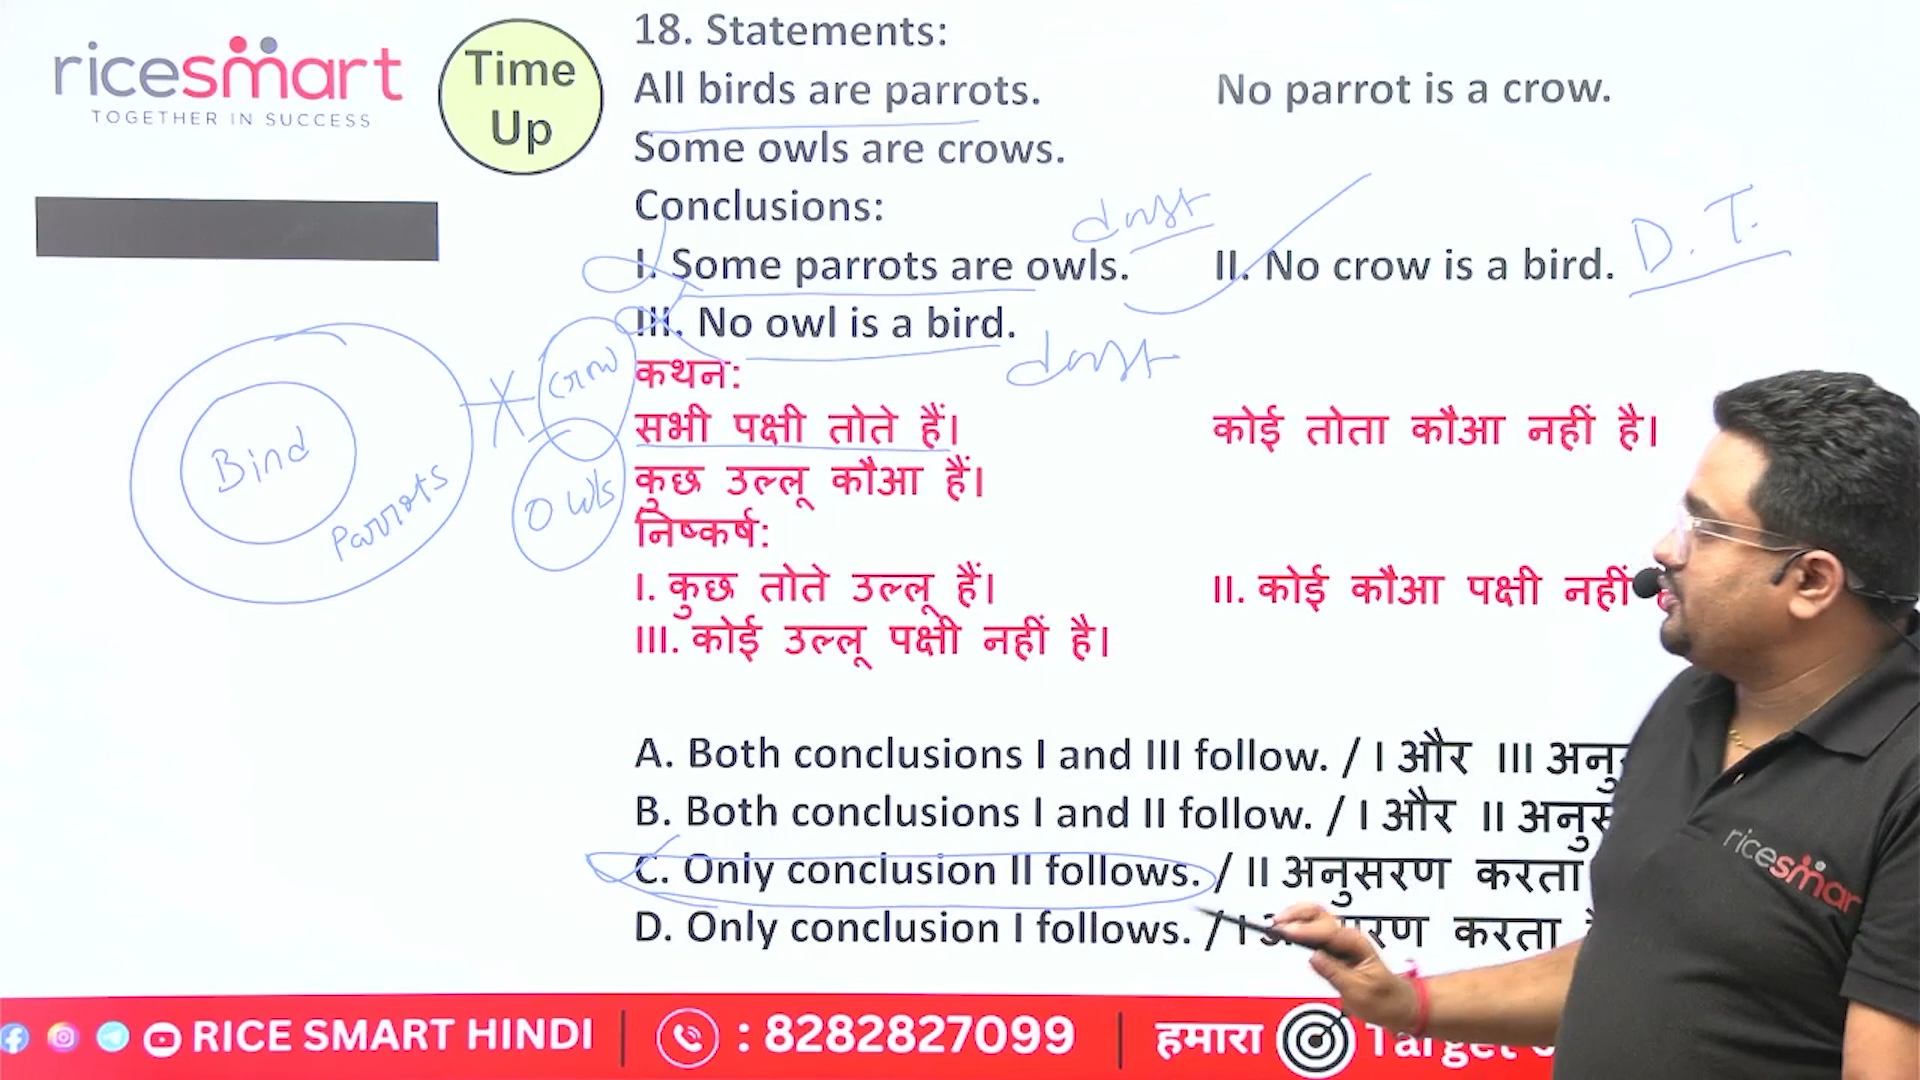 ricesmart
TOGETHER IN SUCCESS
Time
Up
18. Statements:
All birds are parrots. No parrot is a crow.
Some owls are crows.
Conclusions:
I. Some parrots are owls. II. No crow is a bird. D. T.
III. No owl is a bird.
Bird
Parrots
Crow
Owls
कथन:
सभी पक्षी तोते हैं। कोई तोता कौआ नहीं है।
कुछ उल्लू कौआ हैं।
निष्कर्ष:
I. कुछ तोते उल्लू हैं। II. कोई कौआ पक्षी नहीं
III. कोई उल्लू पक्षी नहीं है।
A. Both conclusions I and III follow. / I और III
B. Both conclusions I and II follow. / I और II
C. Only conclusion II follows. / II अनुसरण करता
D. Only conclusion I follows. / I करता
ricesmart
RICE SMART HINDI : 8282827099 हमारा Target